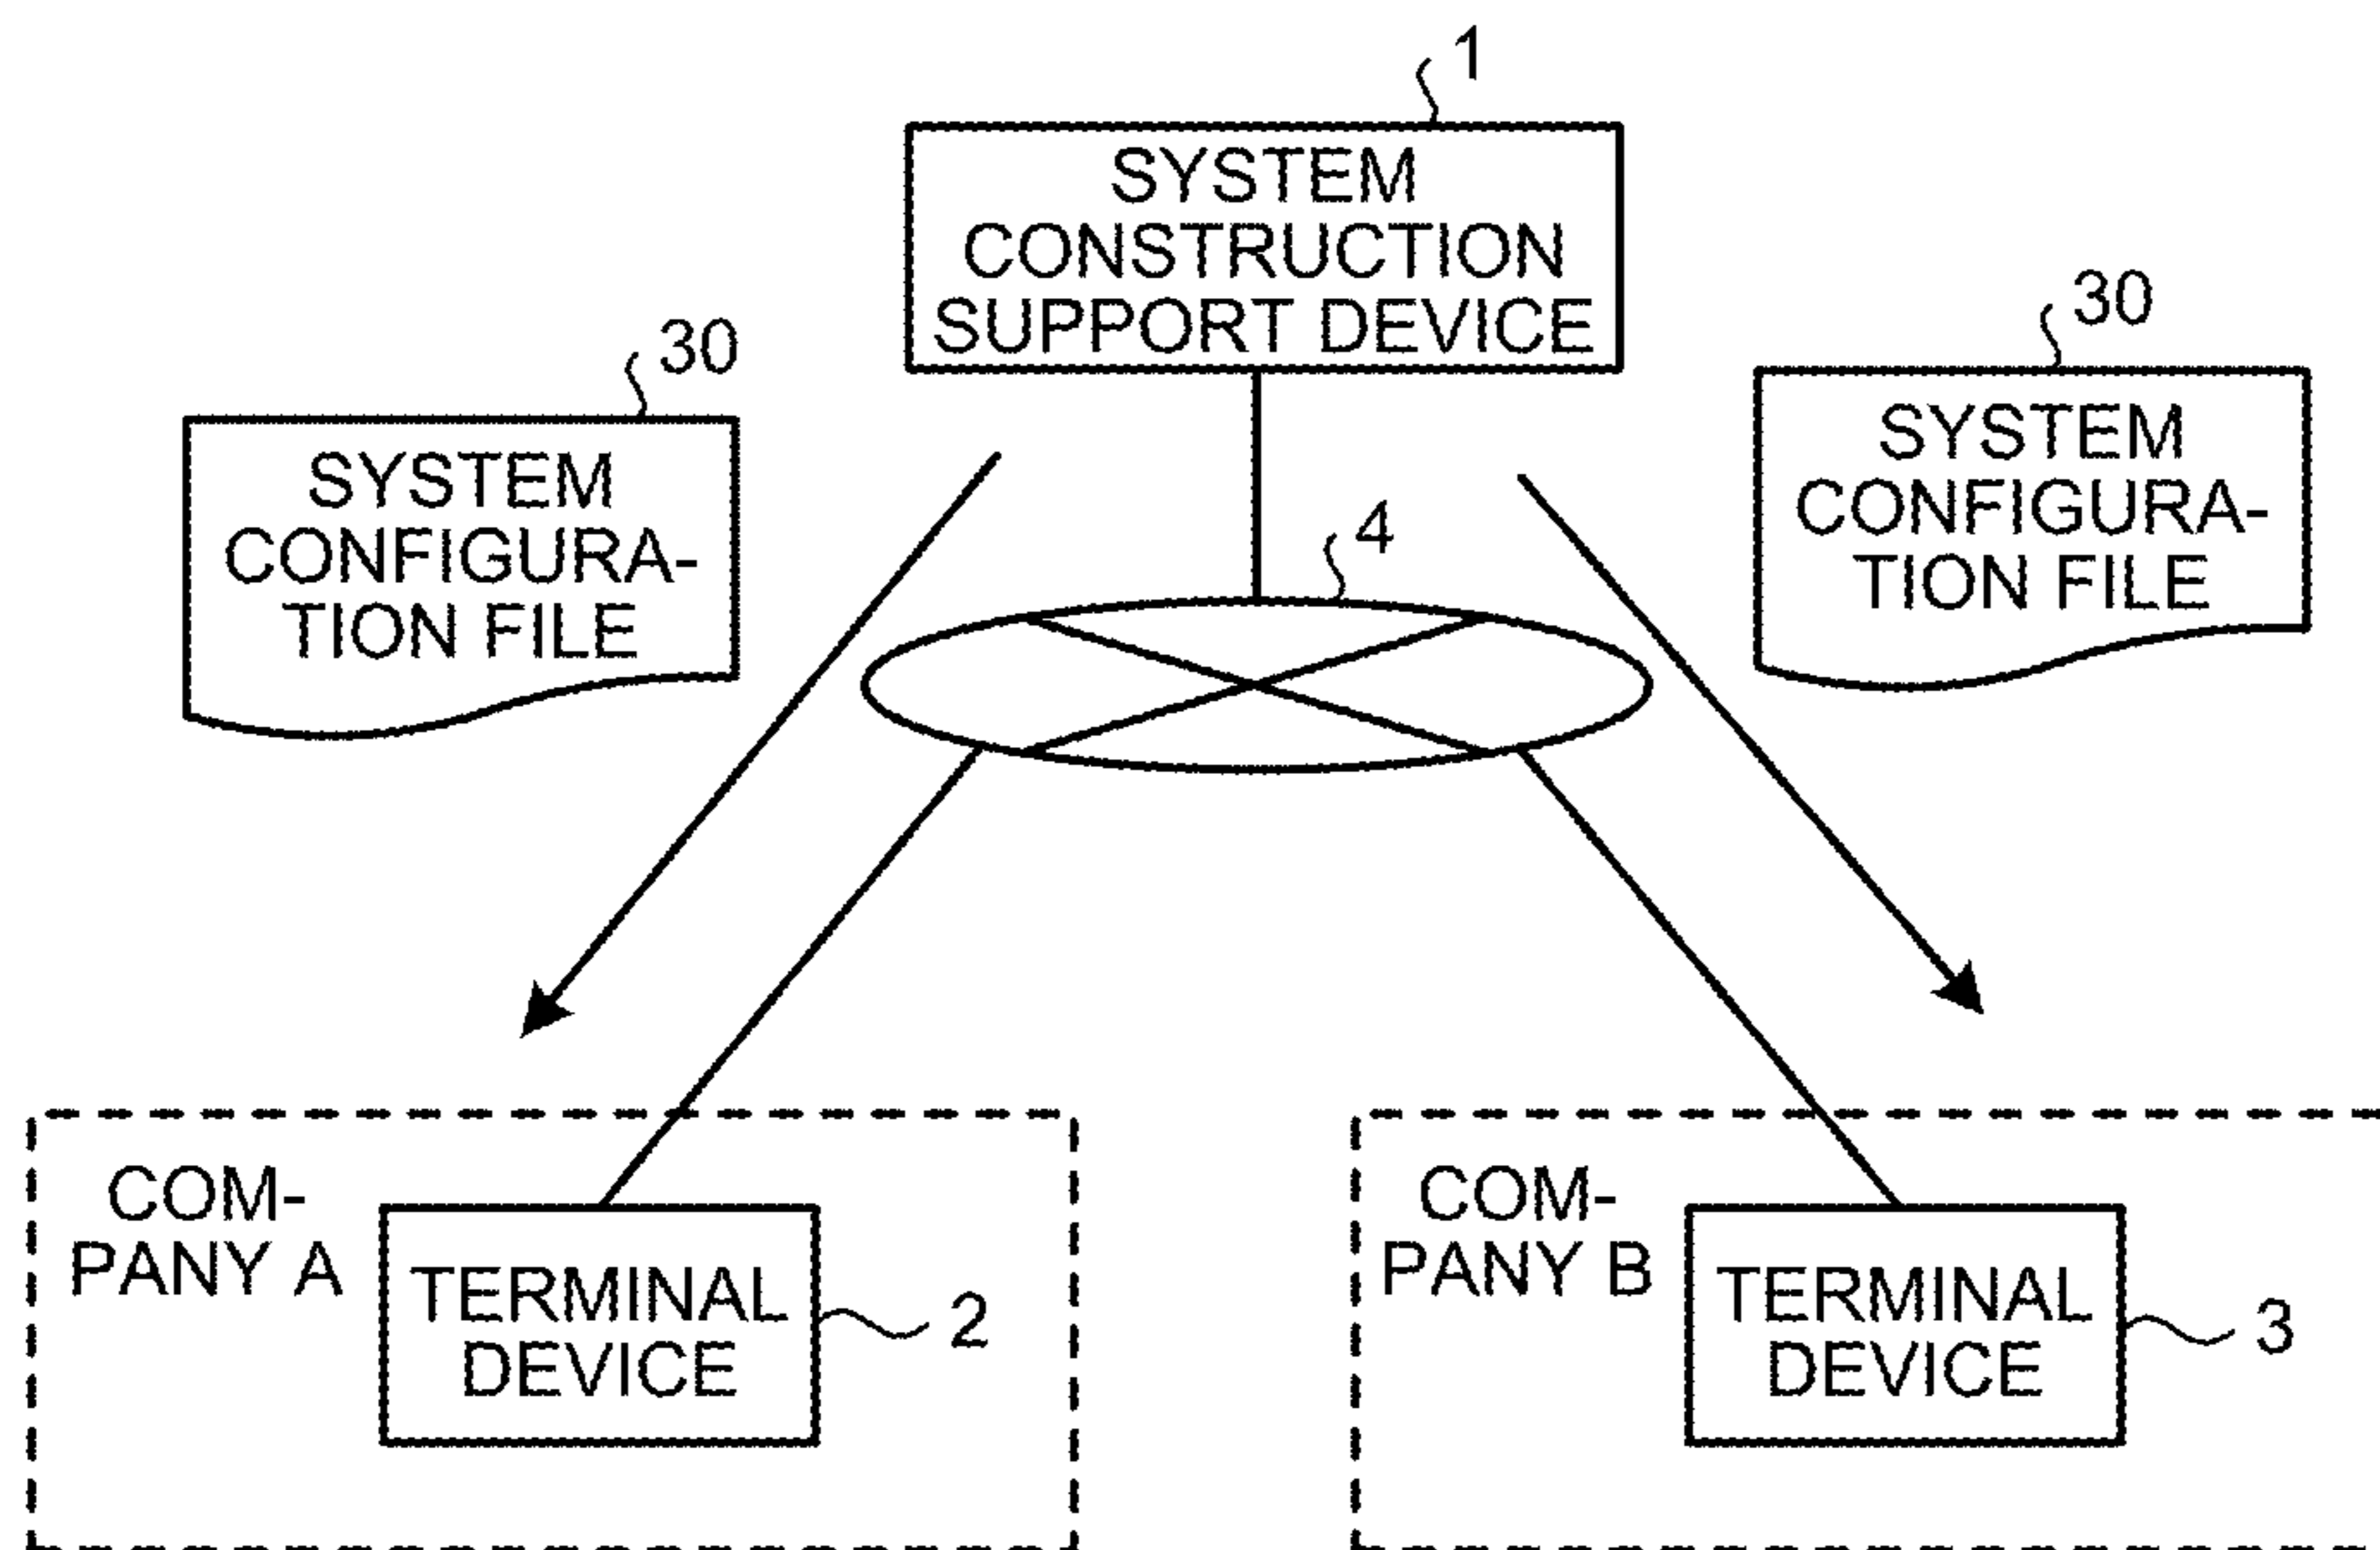 1
SYSTEM
CONSTRUCTION
SUPPORT DEVICE
30
SYSTEM
CONFIGURA-
TION FILE
30
SYSTEM
CONFIGURA-
TION FILE
4
COM-
PANY A
TERMINAL
DEVICE
2
COM-
PANY B
TERMINAL
DEVICE
3